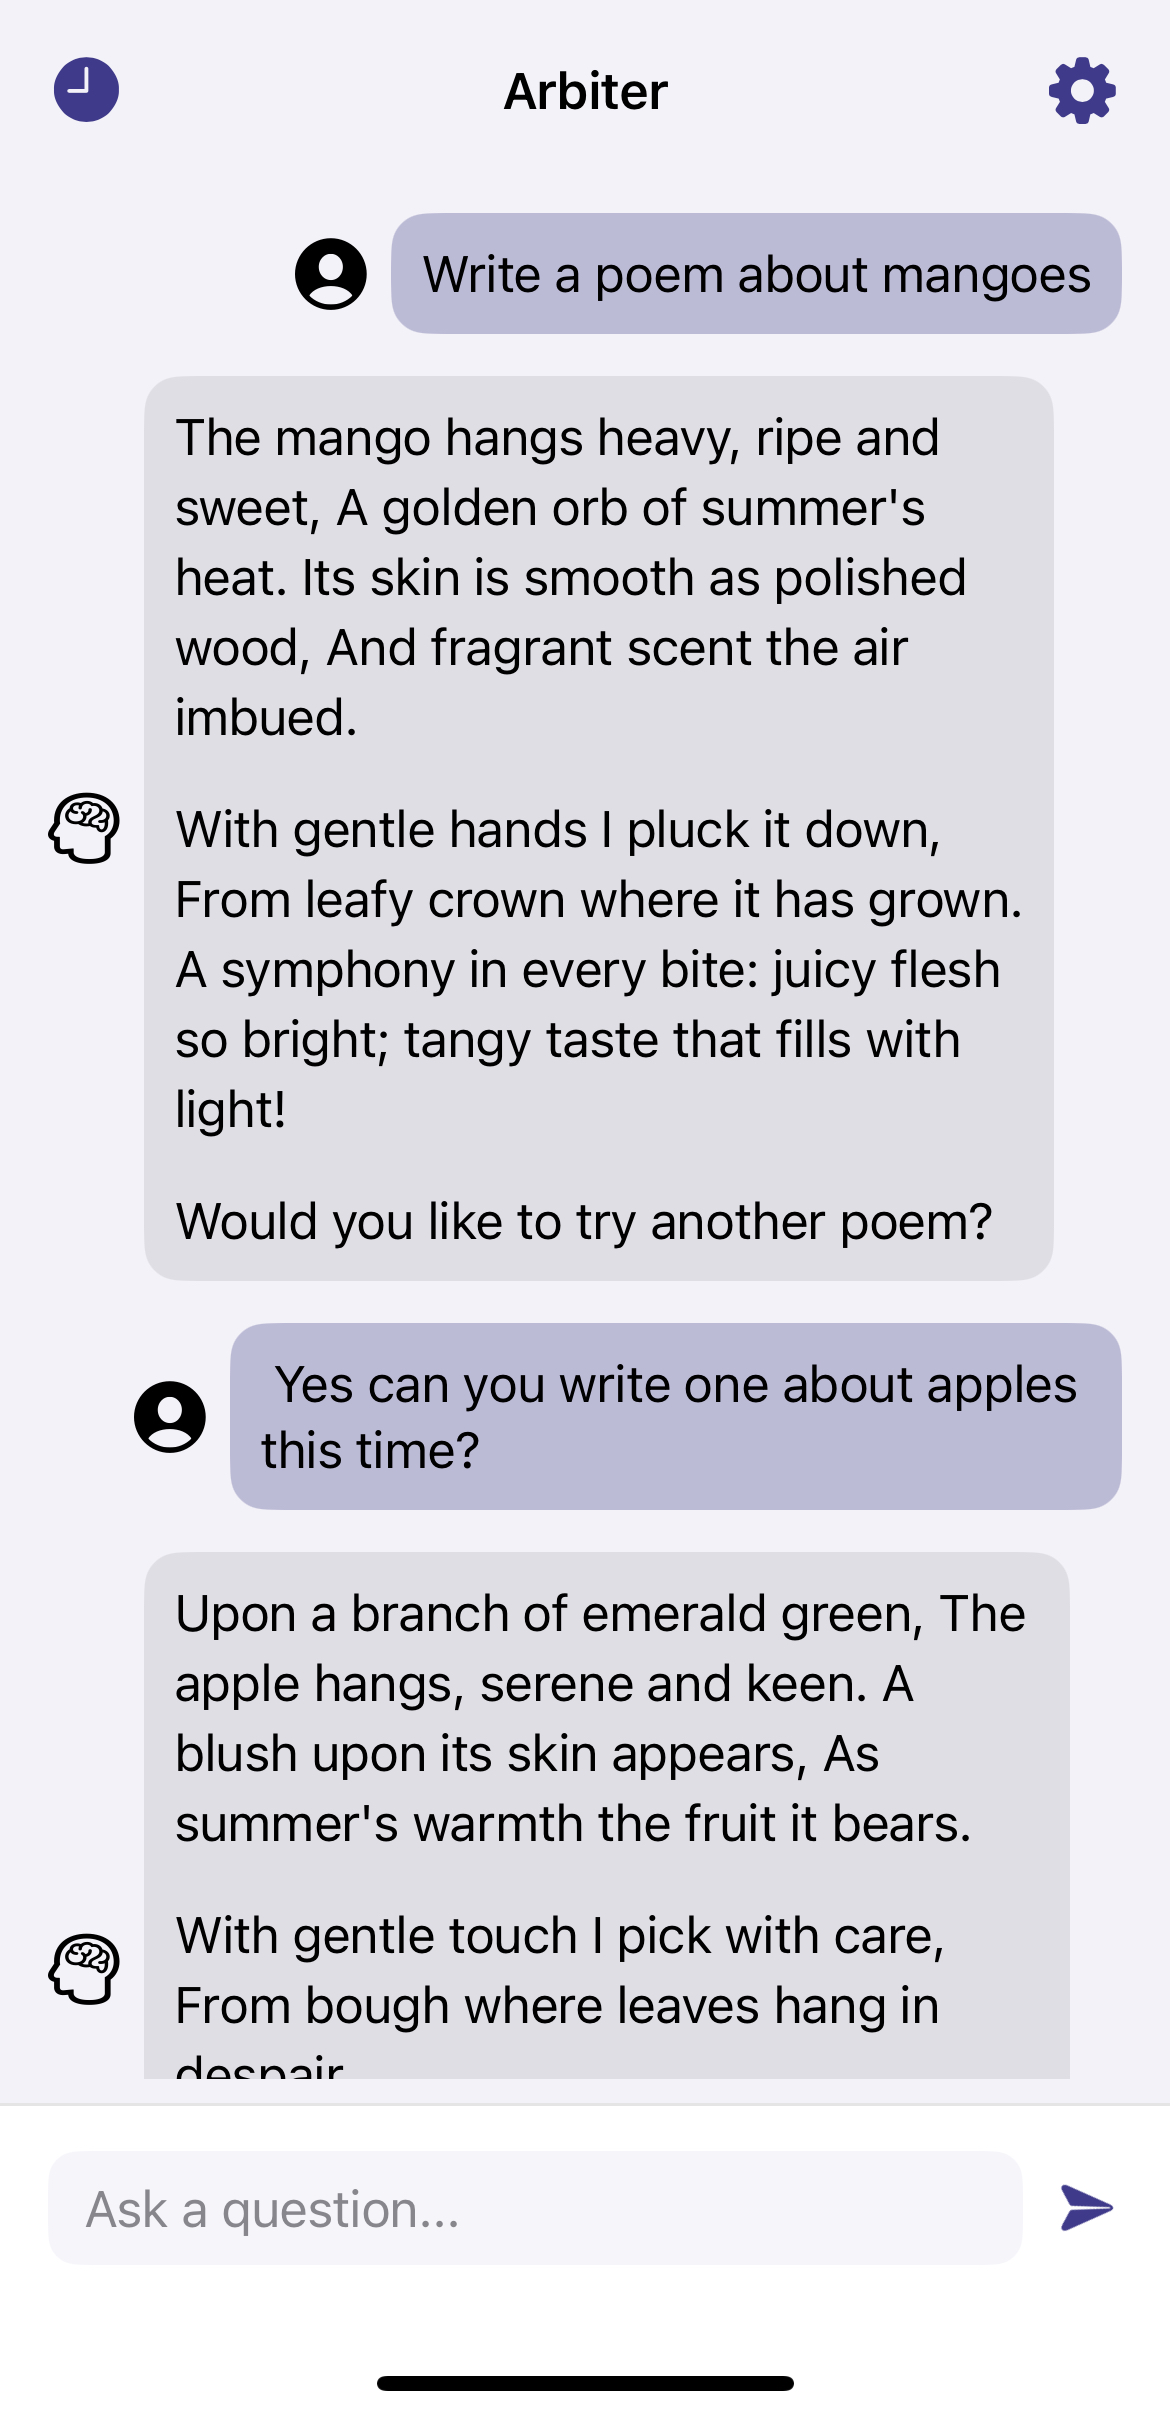 Arbiter
Write a poem about mangoes
The mango hangs heavy, ripe and
sweet, A golden orb of summer's
heat. Its skin is smooth as polished
wood, And fragrant scent the air
imbued.
With gentle hands I pluck it down,
From leafy crown where it has grown.
A symphony in every bite: juicy flesh
so bright; tangy taste that fills with
light!
Would you like to try another poem?
Yes can you write one about apples
this time?
Upon a branch of emerald green, The
apple hangs, serene and keen. A
blush upon its skin appears, As
summer's warmth the fruit it bears.
With gentle touch I pick with care,
From bough where leaves hang in
despair
Ask a question...